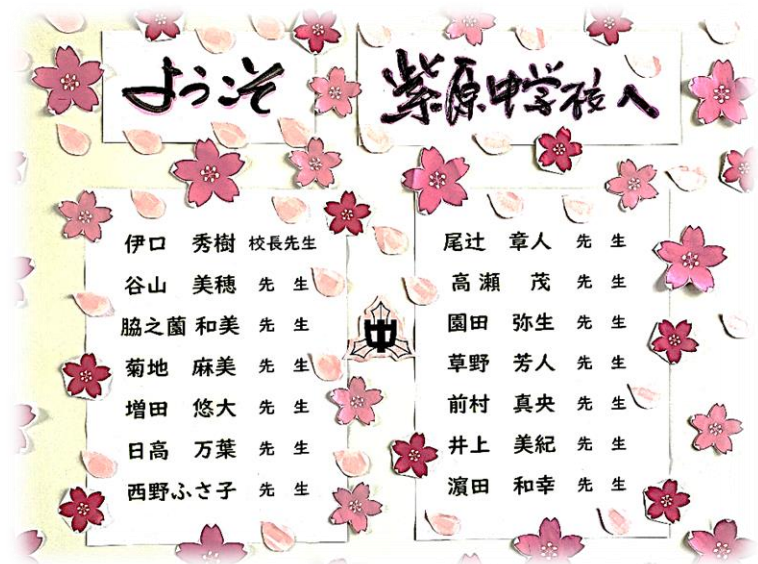 ようこそ 紫原中学校へ
伊口 秀樹 校長先生
谷山 美穂 先生
脇之薗 和美 先生
菊地 麻美 先生
増田 悠大 先生
日高 万葉 先生
西野ふさ子 先生
中
尾辻 章人 先生
高瀬 茂 先生
園田 弥生 先生
草野 芳人 先生
前村 真央 先生
井上 美紀 先生
濵田 和幸 先生